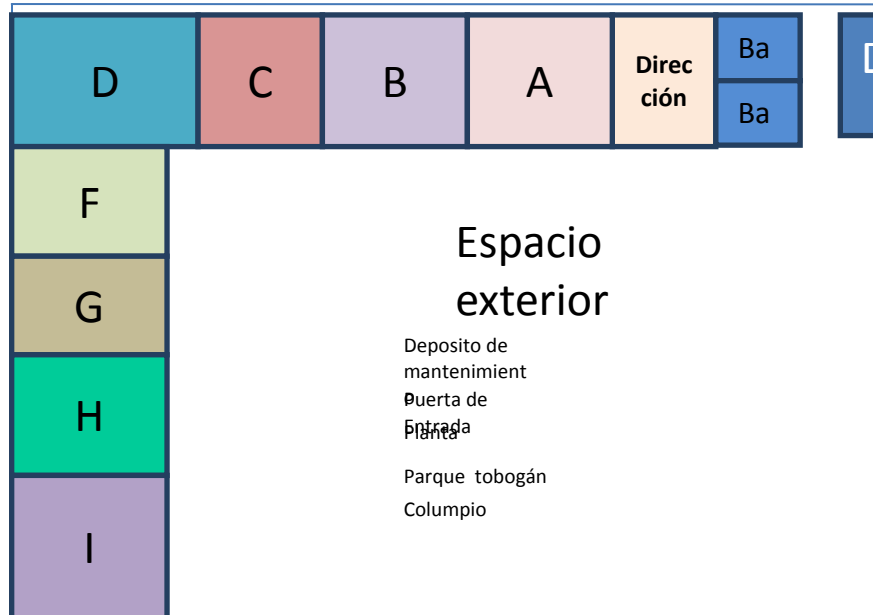 D
C
B
A
Direc
ción
Ba
Ba
D
F
G
H
I
Espacio
exterior
Deposito de
mantenimient
o
Puerta de
Entrada
Planta
Parque tobogán
Columpio